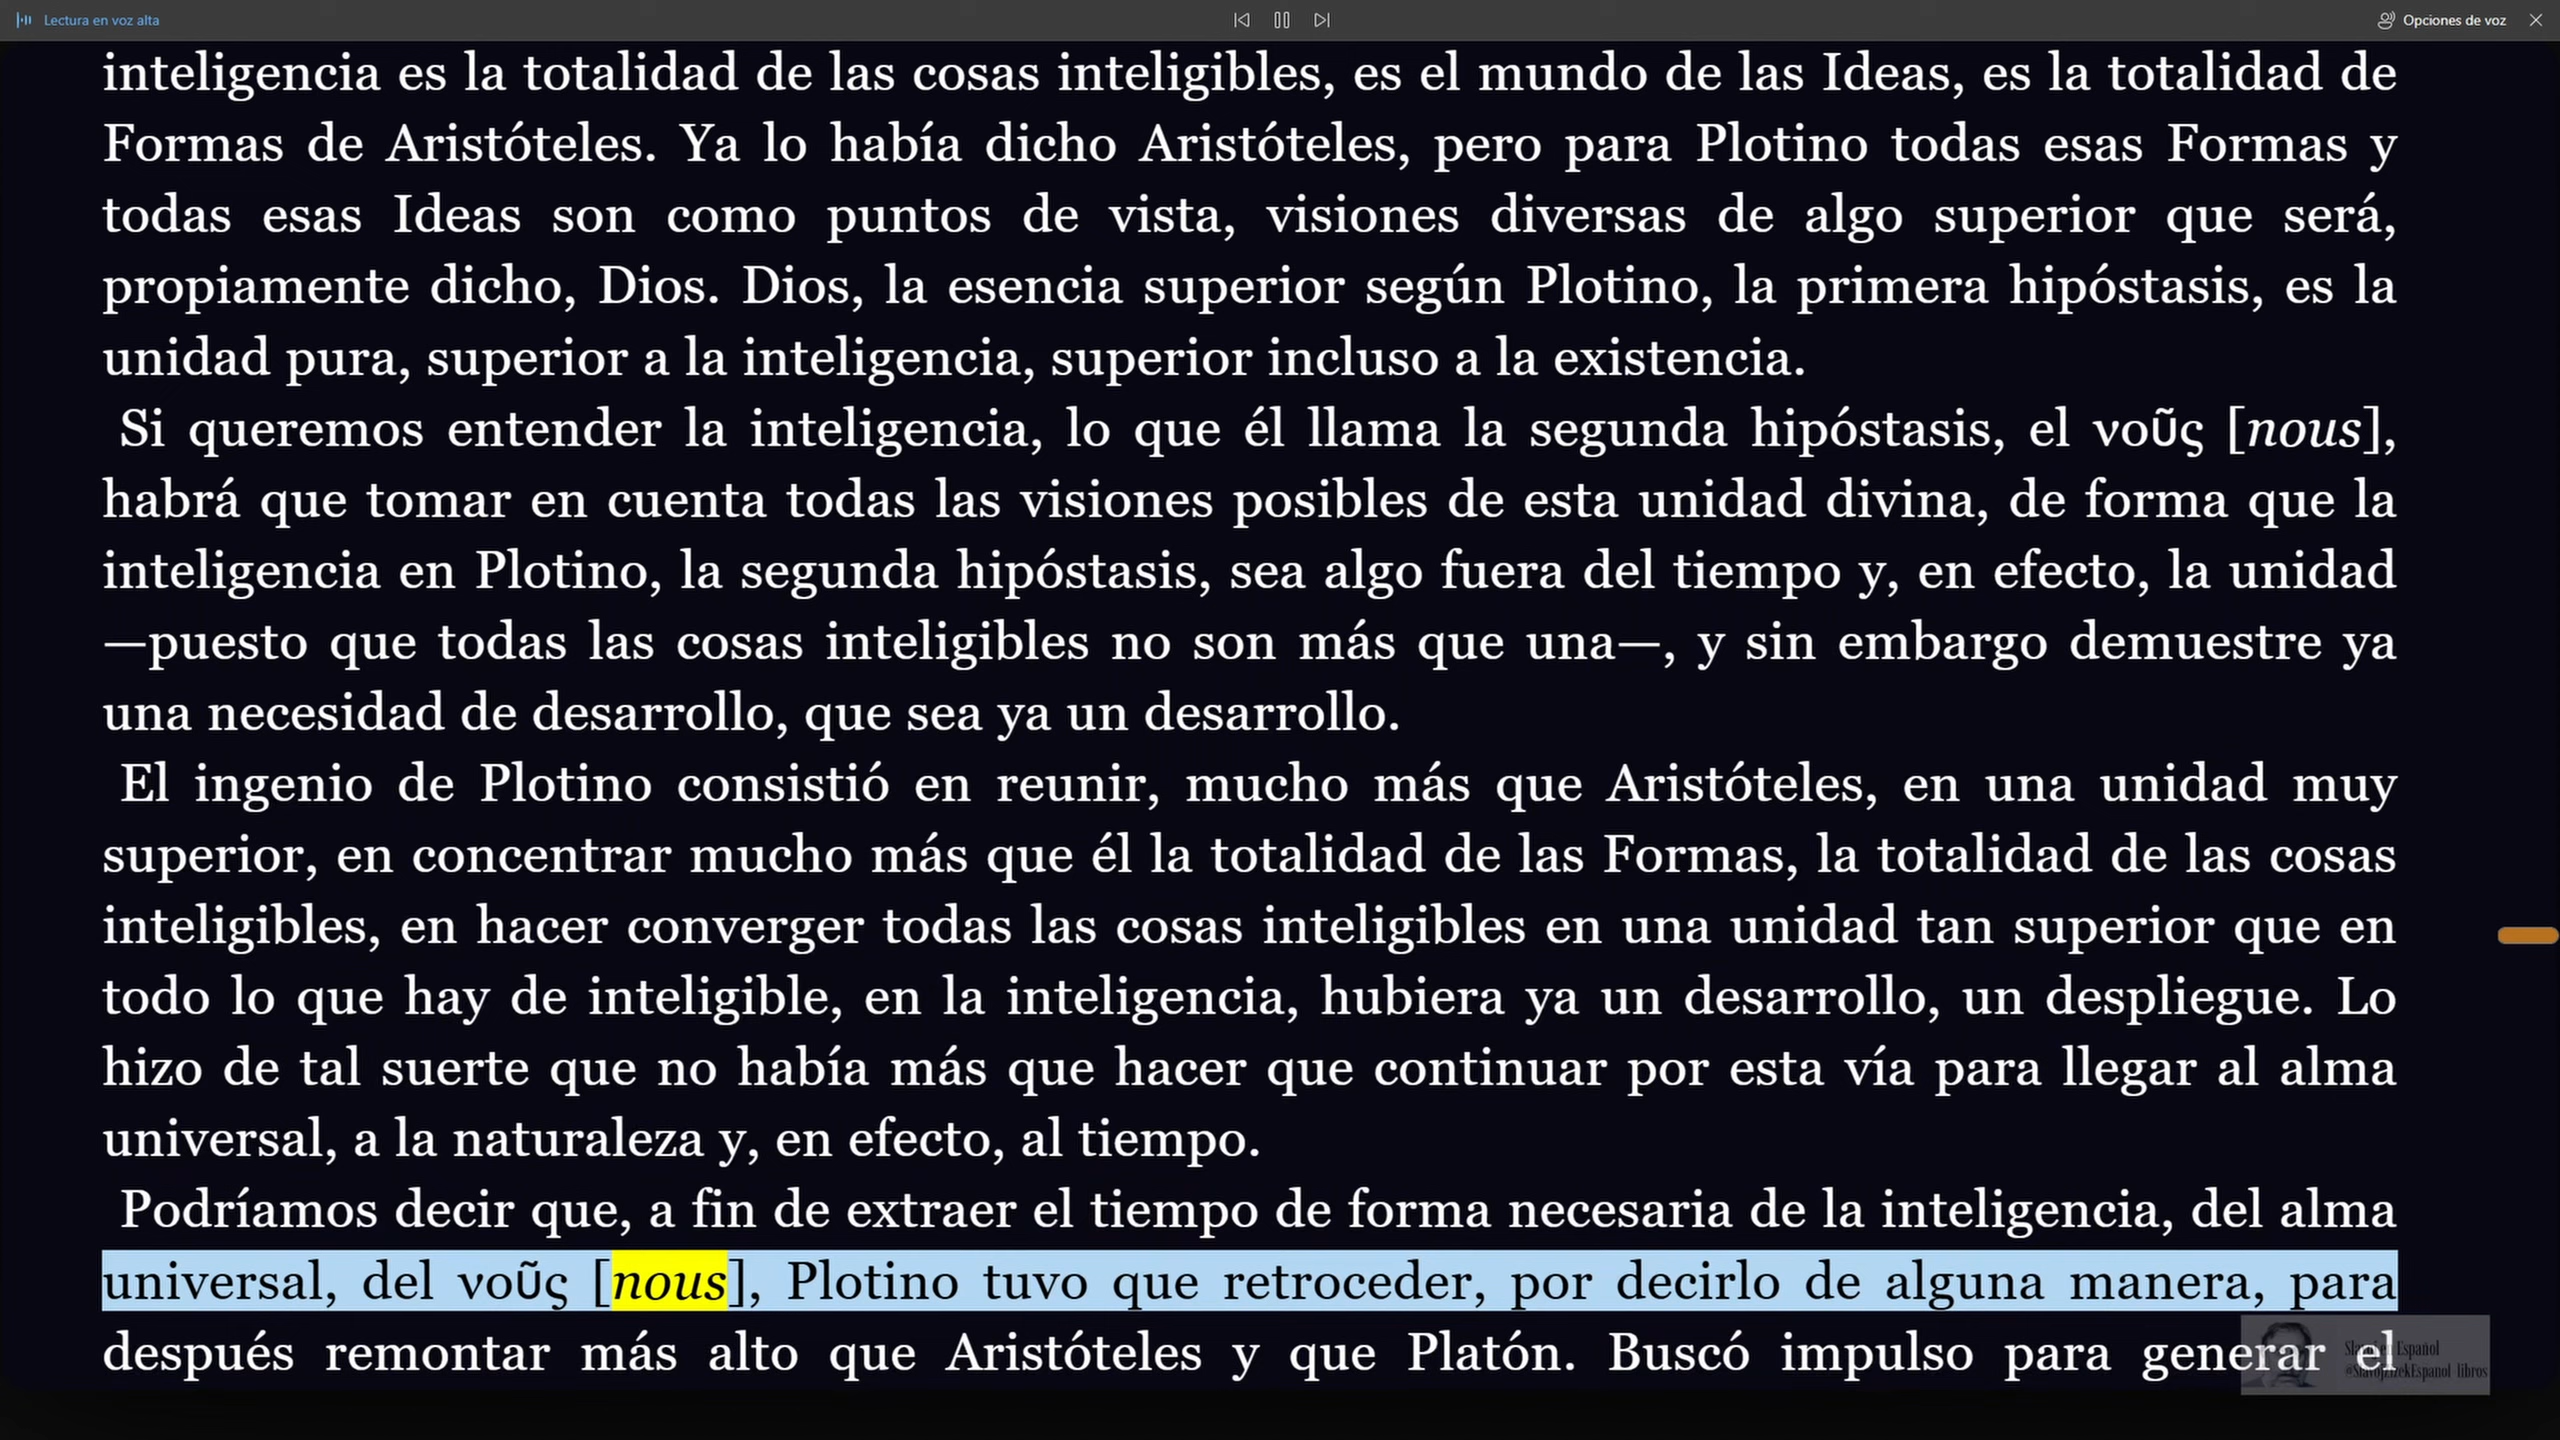 Lectura en voz alta
Opciones de voz
inteligencia es la totalidad de las cosas inteligibles, es el mundo de las Ideas, es la totalidad de
Formas de Aristóteles. Ya lo había dicho Aristóteles, pero para Plotino todas esas Formas y
todas esas Ideas son como puntos de vista, visiones diversas de algo superior que será,
propiamente dicho, Dios. Dios, la esencia superior según Plotino, la primera hipóstasis, es la
unidad pura, superior a la inteligencia, superior incluso a la existencia.
Si queremos entender la inteligencia, lo que él llama la segunda hipóstasis, el νοῦς [nous],
habrá que tomar en cuenta todas las visiones posibles de esta unidad divina, de forma que la
inteligencia en Plotino, la segunda hipóstasis, sea algo fuera del tiempo y, en efecto, la unidad
—puesto que todas las cosas inteligibles no son más que una—, y sin embargo demuestre ya
una necesidad de desarrollo, que sea ya un desarrollo.
El ingenio de Plotino consistió en reunir, mucho más que Aristóteles, en una unidad muy
superior, en concentrar mucho más que él la totalidad de las Formas, la totalidad de las cosas
inteligibles, en hacer converger todas las cosas inteligibles en una unidad tan superior que en
todo lo que hay de inteligible, en la inteligencia, hubiera ya un desarrollo, un despliegue. Lo
hizo de tal suerte que no había más que hacer que continuar por esta vía para llegar al alma
universal, a la naturaleza y, en efecto, al tiempo.
Podríamos decir que, a fin de extraer el tiempo de forma necesaria de la inteligencia, del alma
universal, del νοῦς [nous], Plotino tuvo que retroceder, por decirlo de alguna manera, para
después remontar más alto que Aristóteles y que Platón. Buscó impulso para generar el
Español
@SlavojZizekEspanol libros